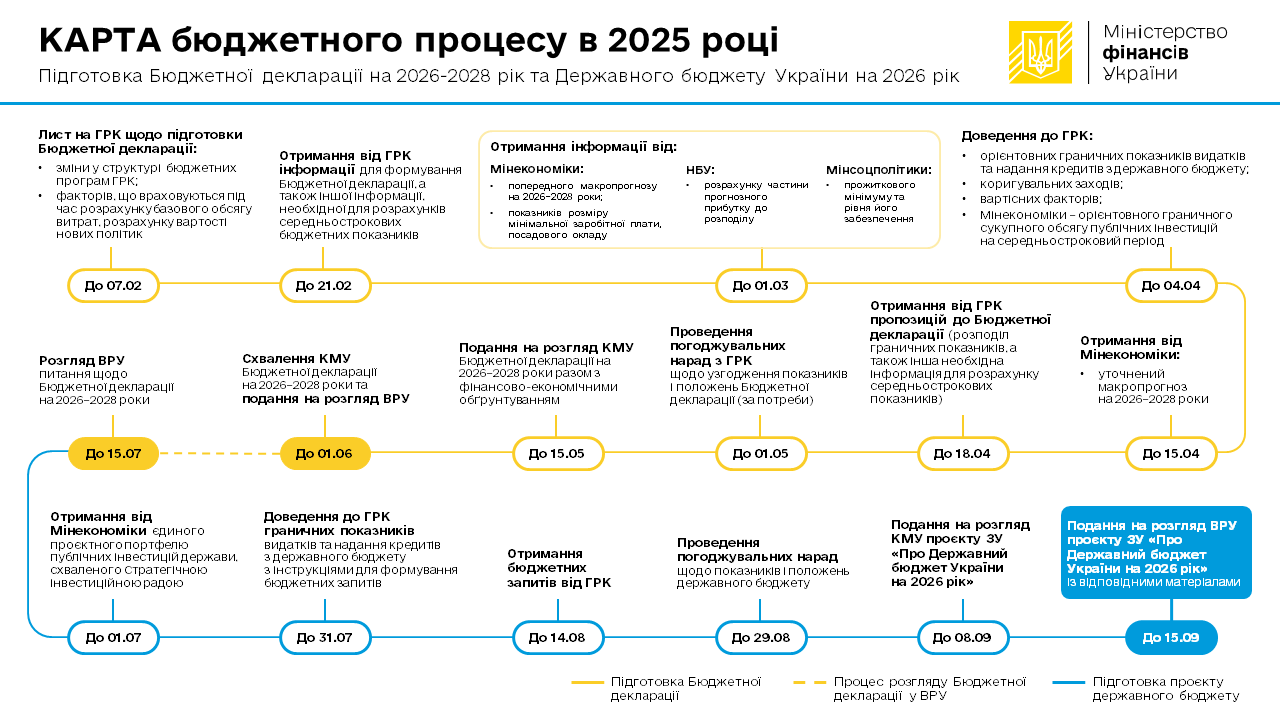 КАРТА бюджетного процесу в 2025 році
Підготовка Бюджетної декларації на 2026-2028 рік та Державного бюджету України на 2026 рік
Міністерство
фінансів
України
Лист на ГРК щодо підготовки
Бюджетної декларації:
• зміни у структурі бюджетних
програм ГРК;
• факторів, що враховуються під
час розрахунку базового обсягу
витрат, розрахунку вартості
нових політик
До 07.02
Отримання від ГРК
інформації для формування
Бюджетної декларації, а
також іншої інформації,
необхідної для розрахунків
середньострокових
бюджетних показників
До 21.02
Отримання інформації від:
Мінекономіки:
• попереднього макропрогнозу
на 2026–2028 роки;
• показників розміру
мінімальної заробітної плати,
посадового окладу
НБУ:
• розрахунку частини
прогнозного
прибутку до
розподілу
Мінсоцполітики:
• прожиткового
мінімуму та
рівня його
забезпечення
До 01.03
Доведення до ГРК:
• орієнтовних граничних показників видатків
та надання кредитів з державного бюджету;
• коригувальних заходів;
• вартісних факторів;
• Мінекономіки – орієнтовного граничного
сукупного обсягу публічних інвестицій
на середньостроковий період
До 04.04
Розгляд ВРУ
питання щодо
Бюджетної декларації
на 2026–2028 роки
До 15.07
Схвалення КМУ
Бюджетної декларації
на 2026–2028 роки та
подання на розгляд ВРУ
До 01.06
Подання на розгляд КМУ
Бюджетної декларації на
2026–2028 роки разом з
фінансово-економічними
обґрунтуванням
До 15.05
Проведення
погоджувальних
нарад з ГРК
щодо узгодження показників
і положень Бюджетної
декларації (за потреби)
До 01.05
Отримання від ГРК
пропозицій до Бюджетної
декларації (розподіл
граничних показників, а
також інша необхідна
інформація для розрахунку
середньострокових
показників)
До 18.04
Отримання від
Мінекономіки:
• уточнений
макропрогноз
на 2026–2028 роки
До 15.04
Отримання від
Мінекономіки єдиного
проєктного портфелю
публічних інвестицій держави,
схваленого Стратегічною
інвестиційною радою
До 01.07
Доведення до ГРК
граничних показників
видатків та надання кредитів
з державного бюджету
з інструкціями для формування
бюджетних запитів
До 31.07
Отримання
бюджетних
запитів від ГРК
До 14.08
Проведення
погоджувальних нарад
щодо показників і положень
державного бюджету
До 29.08
Подання на розгляд
КМУ проєкту ЗУ
«Про Державний
бюджет України
на 2026 рік»
До 08.09
Подання на розгляд ВРУ
проєкту ЗУ «Про
Державний бюджет
України на 2026 рік»
із відповідними матеріалами
До 15.09
Підготовка Бюджетної
декларації
Процес розгляду Бюджетної
декларації у ВРУ
Підготовка проєкту
державного бюджету